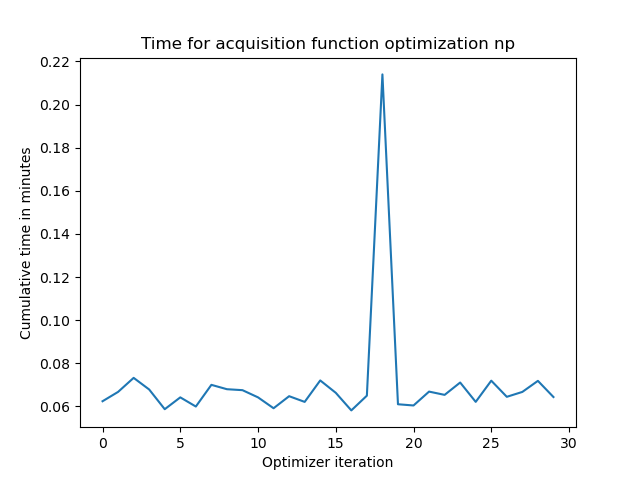 Time for acquisition function optimization np
Cumulative time in minutes
0.22
0.20
0.18
0.16
0.14
0.12
0.10
0.08
0.06
0 5 10 15 20 25 30
Optimizer iteration